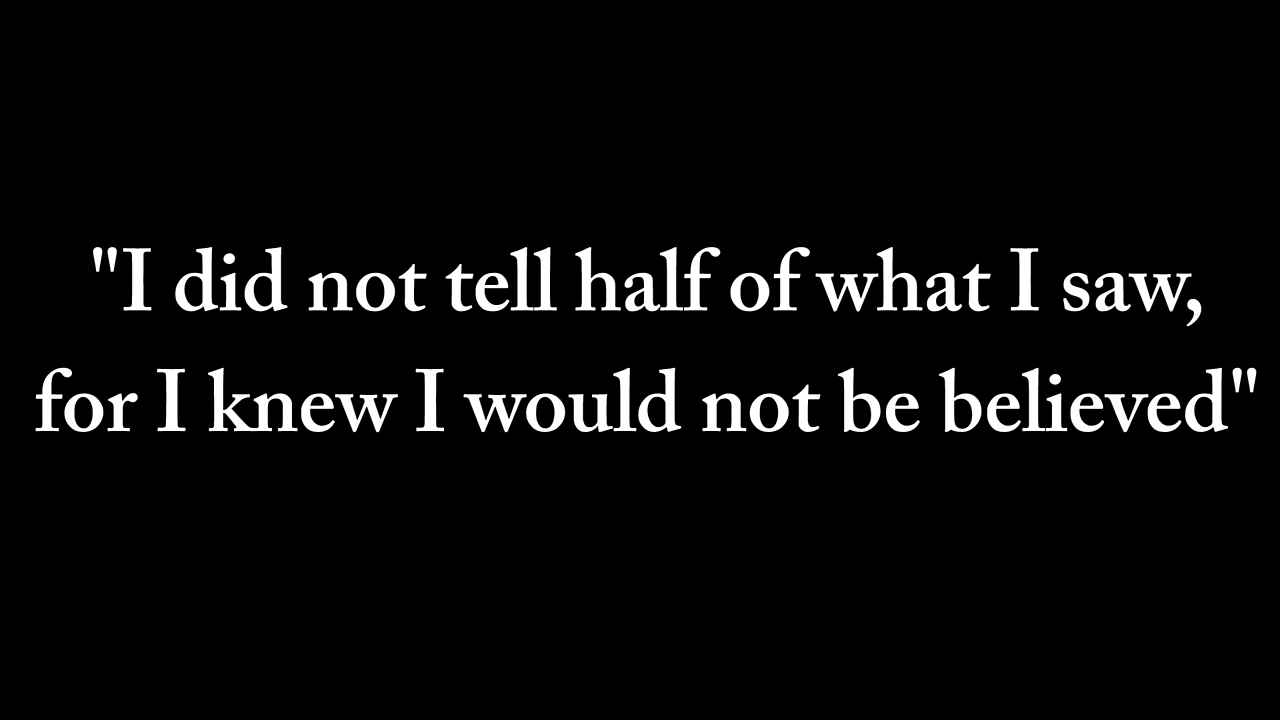 "I did not tell half of what I saw,
for I knew I would not be believed"